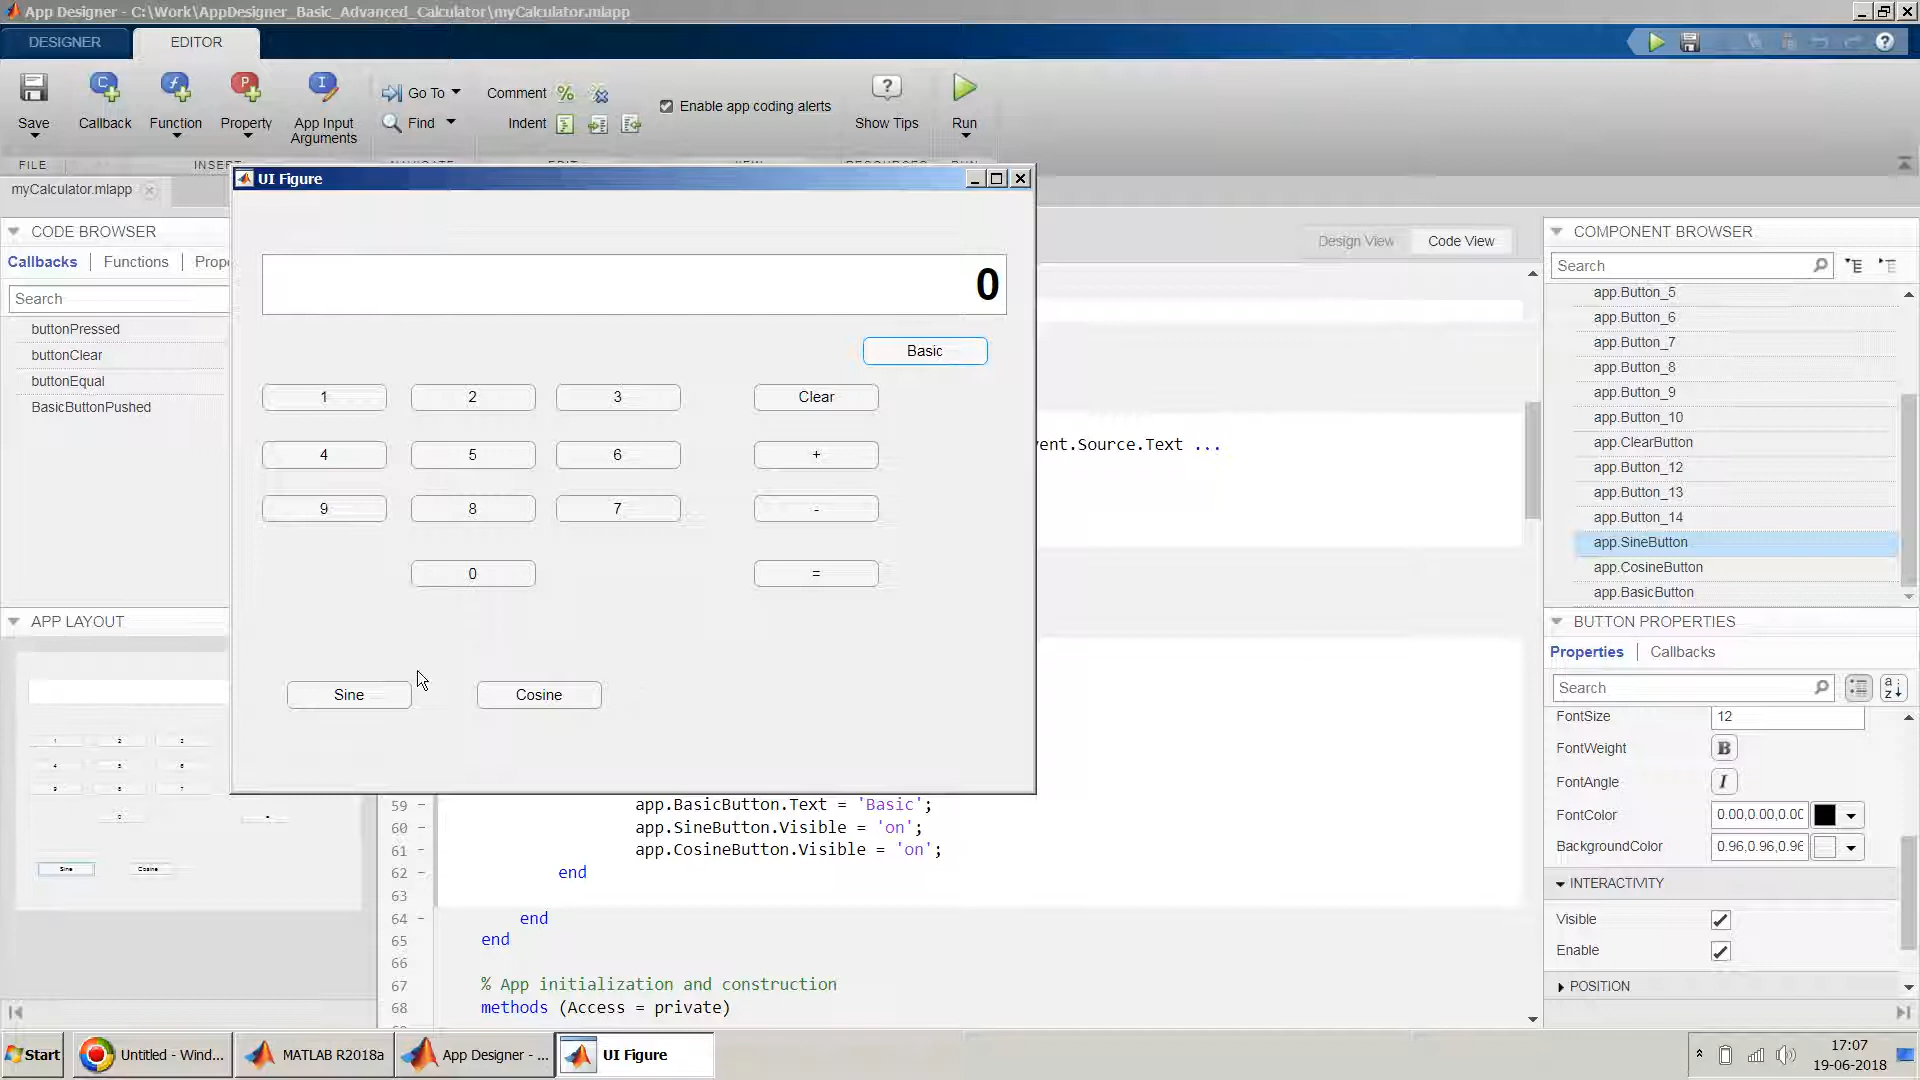 App Designer - C:\Work\AppDesigner_Basic_Advanced_Calculator\myCalculator.mlapp
DESIGNER
EDITOR
Save
Callback
Function
Property
App Input
Arguments
Go To
Find
Comment
Indent
Enable app coding alerts
Show Tips
Run
FILE
INSERT
myCalculator.mlapp
UI Figure
CODE BROWSER
Callbacks
Functions
Prop
Search
buttonPressed
buttonClear
buttonEqual
BasicButtonPushed
APP LAYOUT
Sine
Cosine
0
Basic
1 2 3 Clear
4 5 6 +
9 8 7 -
0 =
Sine Cosine
Design View
Code View
vent.Source.Text ...
59 - app.BasicButton.Text = 'Basic';
60 - app.SineButton.Visible = 'on';
61 - app.CosineButton.Visible = 'on';
62 - end
63
64 - end
65 end
66
67 % App initialization and construction
68 methods (Access = private)
COMPONENT BROWSER
Search
app.Button_5
app.Button_6
app.Button_7
app.Button_8
app.Button_9
app.Button_10
app.ClearButton
app.Button_12
app.Button_13
app.Button_14
app.SineButton
app.CosineButton
app.BasicButton
BUTTON PROPERTIES
Properties
Callbacks
Search
FontSize 12
FontWeight B
FontAngle I
FontColor 0.00,0.00,0.00
BackgroundColor 0.96,0.96,0.96
INTERACTIVITY
Visible
Enable
POSITION
Start
Untitled - Wind...
MATLAB R2018a
App Designer - ...
UI Figure
17:07
19-06-2018